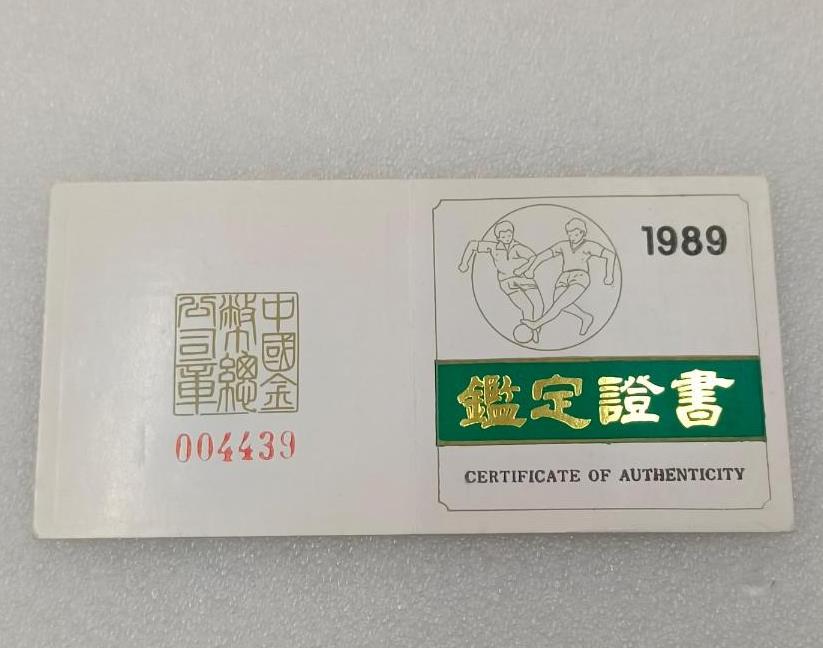 中國金
幣總
公司章
004439
1989
鑑定證書
CERTIFICATE OF AUTHENTICITY